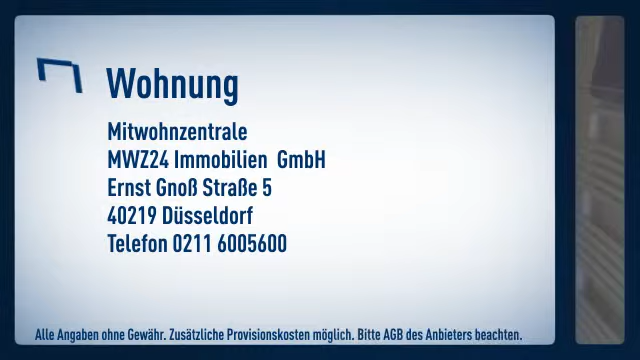 Wohnung
Mitwohnzentrale
MWZ24 Immobilien GmbH
Ernst Gnoß Straße 5
40219 Düsseldorf
Telefon 0211 6005600
Alle Angaben ohne Gewähr. Zusätzliche Provisionskosten möglich. Bitte AGB des Anbieters beachten.